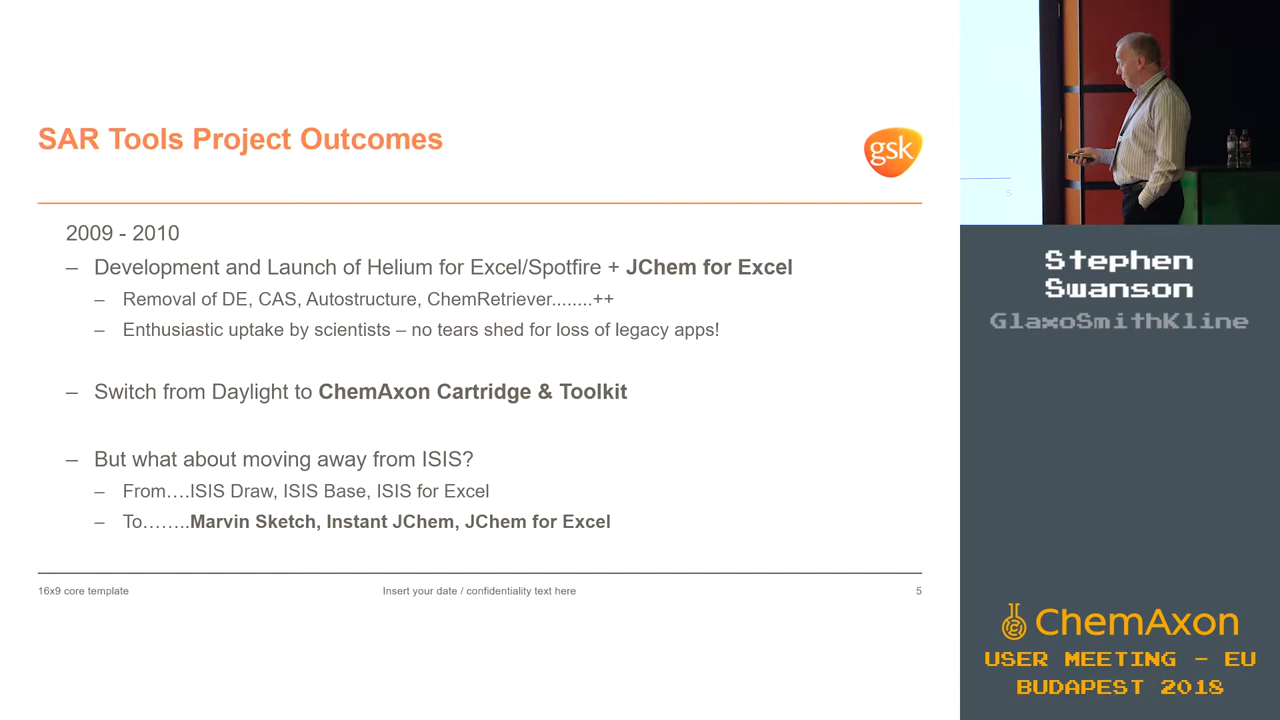 SAR Tools Project Outcomes
gsk
2009 - 2010
– Development and Launch of Helium for Excel/Spotfire + JChem for Excel
– Removal of DE, CAS, Autostructure, ChemRetriever........++
– Enthusiastic uptake by scientists – no tears shed for loss of legacy apps!
– Switch from Daylight to ChemAxon Cartridge & Toolkit
– But what about moving away from ISIS?
– From….ISIS Draw, ISIS Base, ISIS for Excel
– To……..Marvin Sketch, Instant JChem, JChem for Excel
16x9 core template
Insert your date / confidentiality text here
5
5
Stephen
Swanson
GlaxoSmithKline
ChemAxon
USER MEETING - EU
BUDAPEST 2018